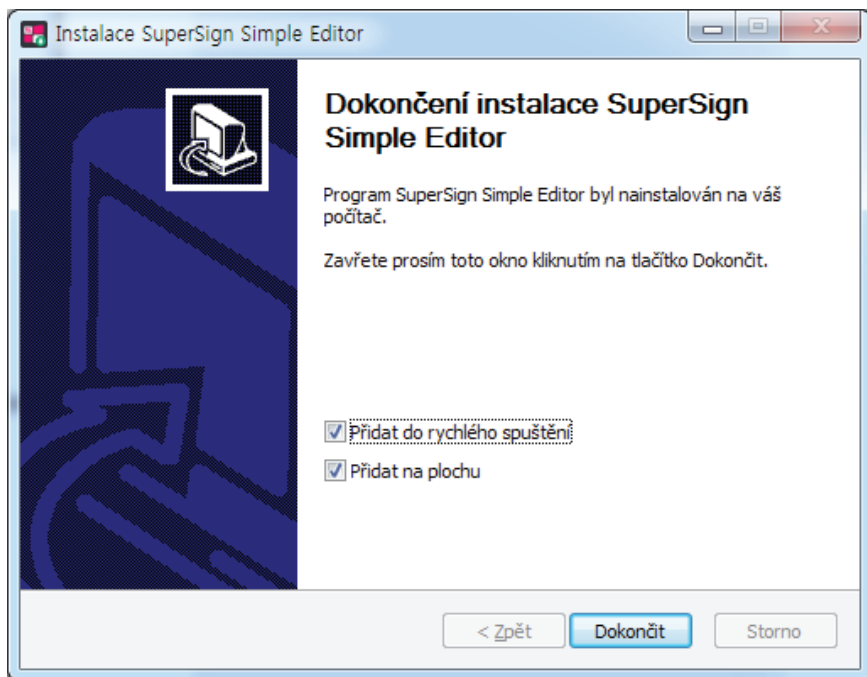 Instalace SuperSign Simple Editor
Dokončení instalace SuperSign
Simple Editor
Program SuperSign Simple Editor byl nainstalován na váš
počítač.
Zavřete prosím toto okno kliknutím na tlačítko Dokončit.
Přidat do rychlého spuštění
Přidat na plochu
< Zpět
Dokončit
Storno